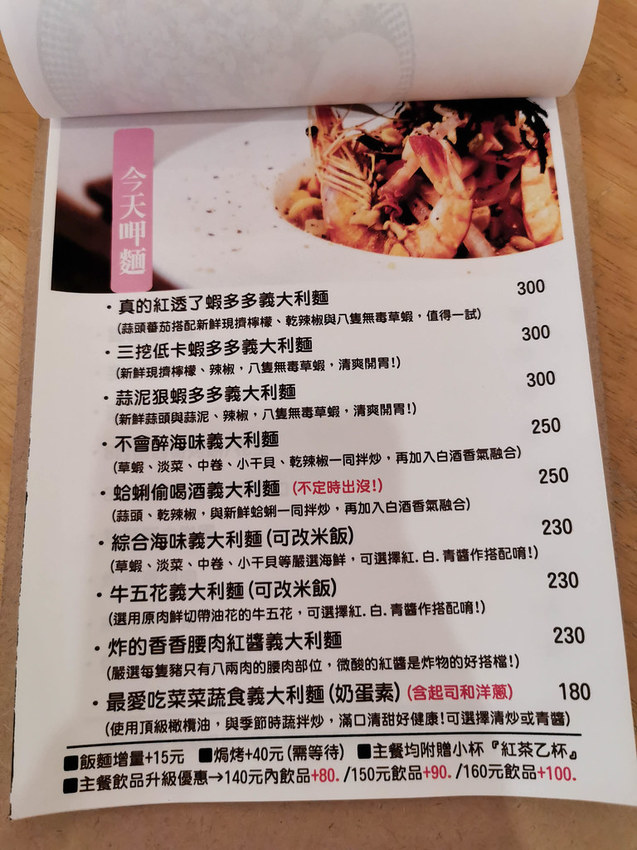 今天呷麵
・真的紅透了蝦多多義大利麵 300
(蒜頭蕃茄搭配新鮮現擠檸檬、乾辣椒與八隻無毒草蝦，值得一試)
・三挖低卡蝦多多義大利麵 300
(新鮮現擠檸檬、辣椒，八隻無毒草蝦，清爽開胃!)
・蒜泥狠蝦多多義大利麵 300
(新鮮蒜頭與蒜泥、辣椒，八隻無毒草蝦，清爽開胃!)
・不會醉海味義大利麵 250
(草蝦、淡菜、中卷、小干貝、乾辣椒一同拌炒，再加入白酒香氣融合)
・蛤蜊偷喝酒義大利麵 (不定時出沒!) 250
(蒜頭、乾辣椒，與新鮮蛤蜊一同拌炒，再加入白酒香氣融合)
・綜合海味義大利麵(可改米飯) 230
(草蝦、淡菜、中卷、小干貝等嚴選海鮮，可選擇紅.白.青醬作搭配唷!)
・牛五花義大利麵(可改米飯) 230
(選用原肉鮮切帶油花的牛五花，可選擇紅.白.青醬作搭配唷!)
・炸的香香腰肉紅醬義大利麵 230
(嚴選每隻豬只有八兩肉的腰肉部位，微酸的紅醬是炸物的好搭檔!)
・最愛吃菜菜蔬食義大利麵(奶蛋素)(含起司和洋蔥) 180
(使用頂級橄欖油，與季節時蔬拌炒，滿口清甜好健康!可選擇清炒或青醬)
■飯麵增量+15元 ■焗烤+40元(需等待) ■主餐均附贈小杯『紅茶乙杯』
■主餐飲品升級優惠→140元內飲品+80. /150元飲品+90. /160元飲品+100.